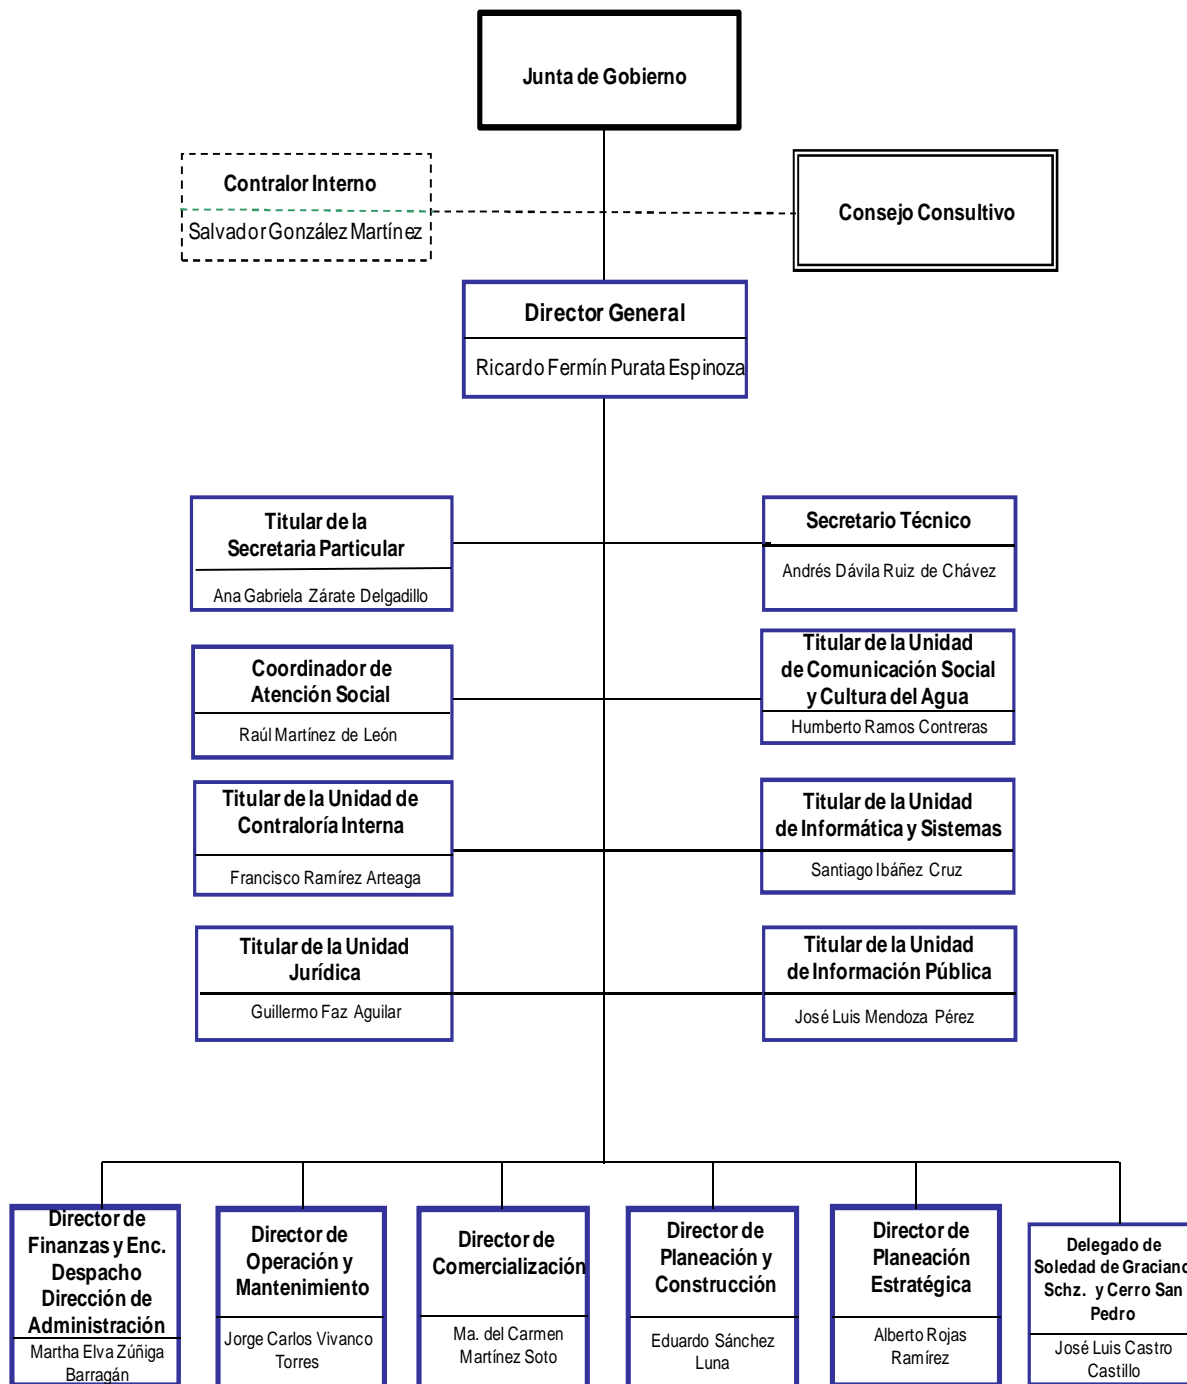 Junta de Gobierno
Contralor Interno
Salvador González Martínez
Consejo Consultivo
Director General
Ricardo Fermín Purata Espinoza
Titular de la
Secretaria Particular
Ana Gabriela Zárate Delgadillo
Secretario Técnico
Andrés Dávila Ruiz de Chávez
Coordinador de
Atención Social
Raúl Martínez de León
Titular de la Unidad
de Comunicación Social
y Cultura del Agua
Humberto Ramos Contreras
Titular de la Unidad de
Contraloría Interna
Francisco Ramírez Arteaga
Titular de la Unidad
de Informática y Sistemas
Santiago Ibáñez Cruz
Titular de la Unidad
Jurídica
Guillermo Faz Aguilar
Titular de la Unidad
de Información Pública
José Luis Mendoza Pérez
Director de
Finanzas y Enc.
Despacho
Dirección de
Administración
Martha Elva Zúñiga
Barragán
Director de
Operación y
Mantenimiento
Jorge Carlos Vivanco
Torres
Director de
Comercialización
Ma. del Carmen
Martínez Soto
Director de
Planeación y
Construcción
Eduardo Sánchez
Luna
Director de
Planeación
Estratégica
Alberto Rojas
Ramírez
Delegado de
Soledad de Graciano
Schz. y Cerro San
Pedro
José Luis Castro
Castillo